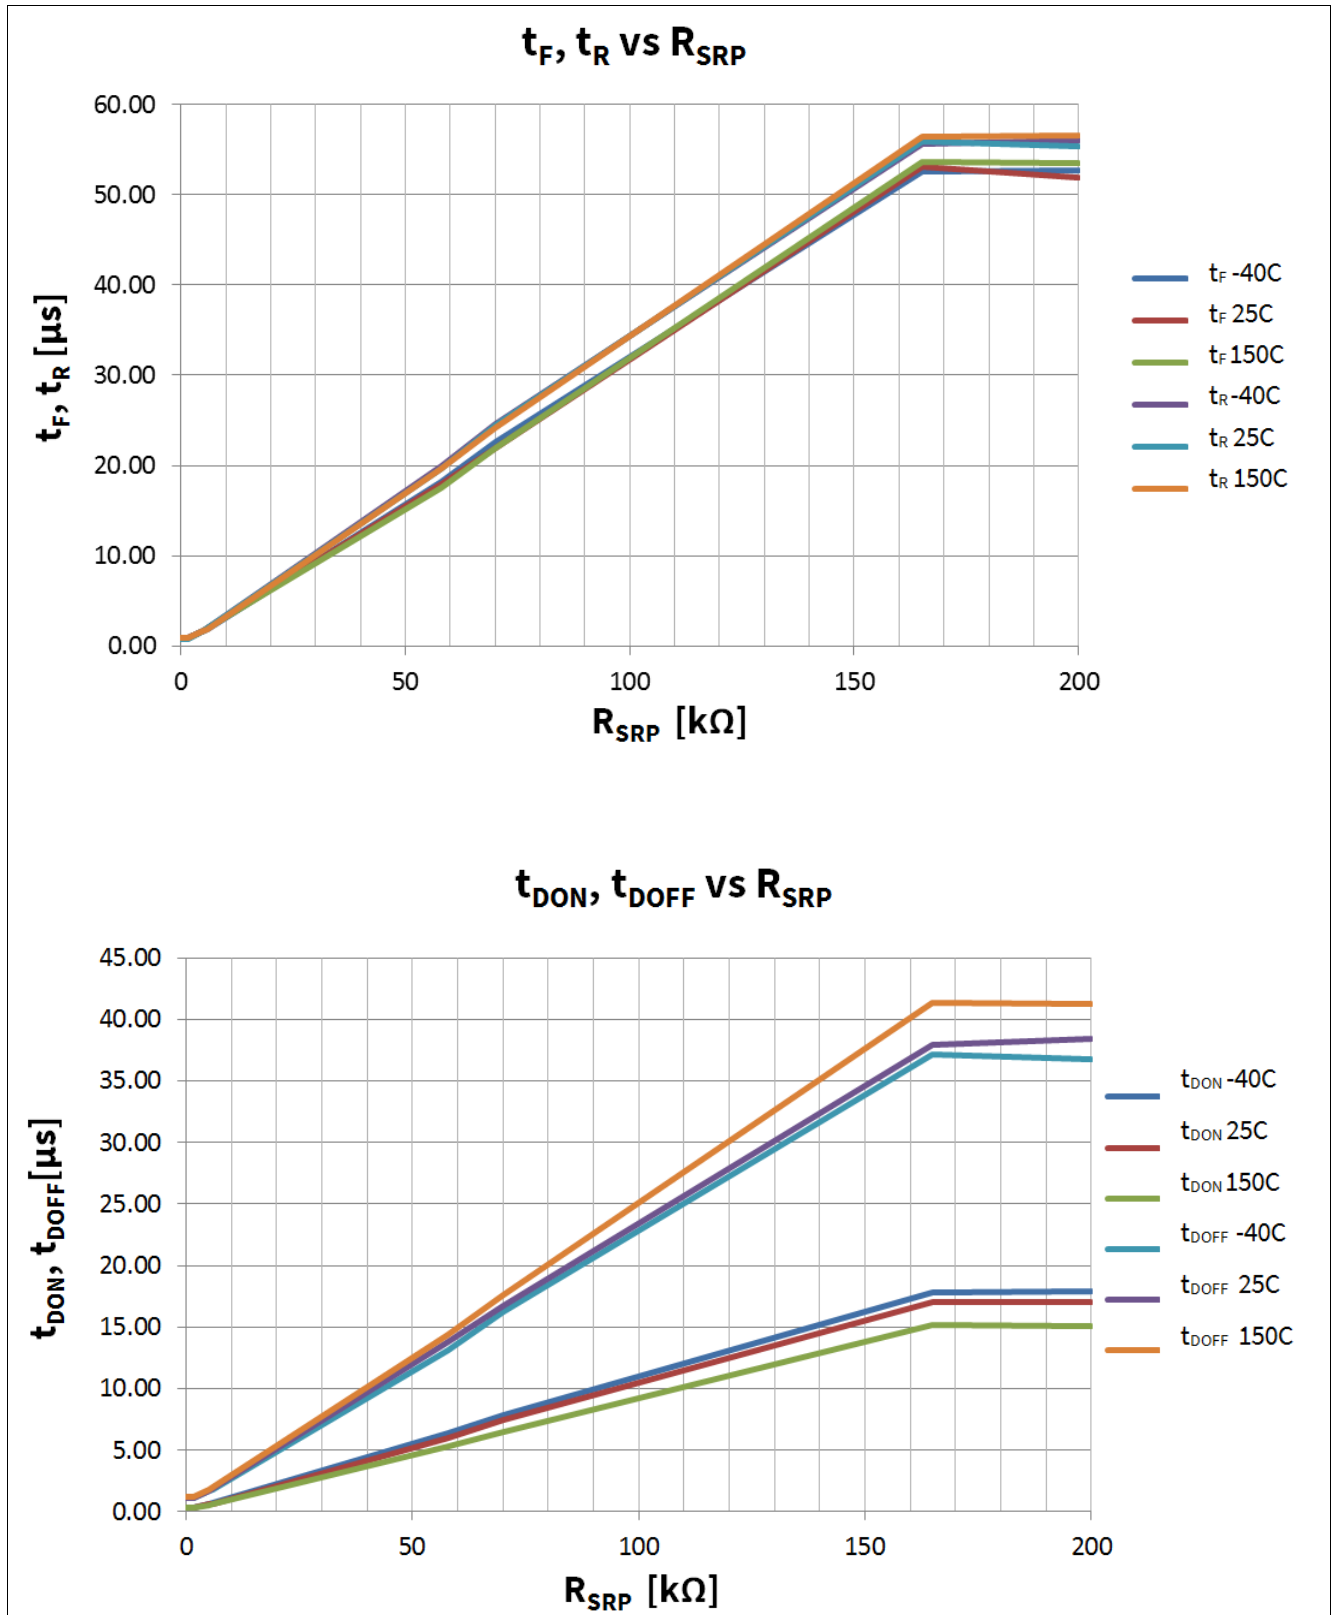 tF, tR vs RSRP
60.00
50.00
40.00
30.00
20.00
10.00
0.00
tF, tR [µs]
0 50 100 150 200
RSRP [kΩ]
tF -40C
tF 25C
tF 150C
tR -40C
tR 25C
tR 150C
tDON, tDOFF vs RSRP
45.00
40.00
35.00
30.00
25.00
20.00
15.00
10.00
5.00
0.00
tDON, tDOFF[µs]
0 50 100 150 200
RSRP [kΩ]
tDON -40C
tDON 25C
tDON 150C
tDOFF -40C
tDOFF 25C
tDOFF 150C